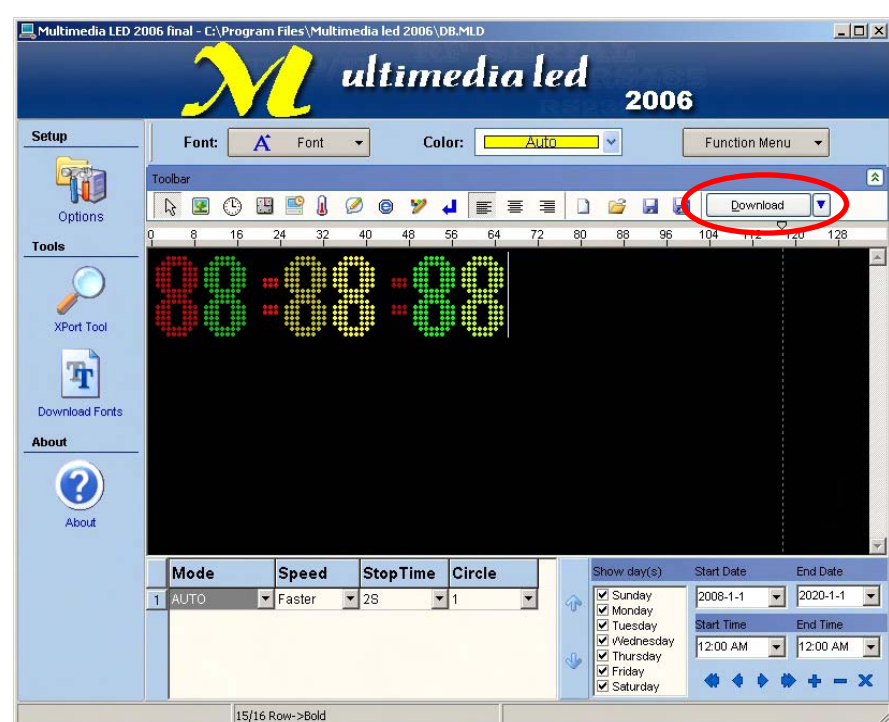 Multimedia LED 2006 final - C:\Program Files\Multimedia led 2006\DB.MLD
Multimedia led
2006
Setup
Font: A Font Color: Auto Function Menu
Toolbar
Options
Download
0 8 16 24 32 40 48 56 64 72 80 88 96 104 112 120 128
Tools
88:88:88
XPort Tool
Download Fonts
About
About
Mode Speed StopTime Circle
1 AUTO Faster 2S 1
Show day(s)
Sunday
Monday
Tuesday
Wednesday
Thursday
Friday
Saturday
Start Date End Date
2008-1-1 2020-1-1
Start Time End Time
12:00 AM 12:00 AM
15/16 Row->Bold